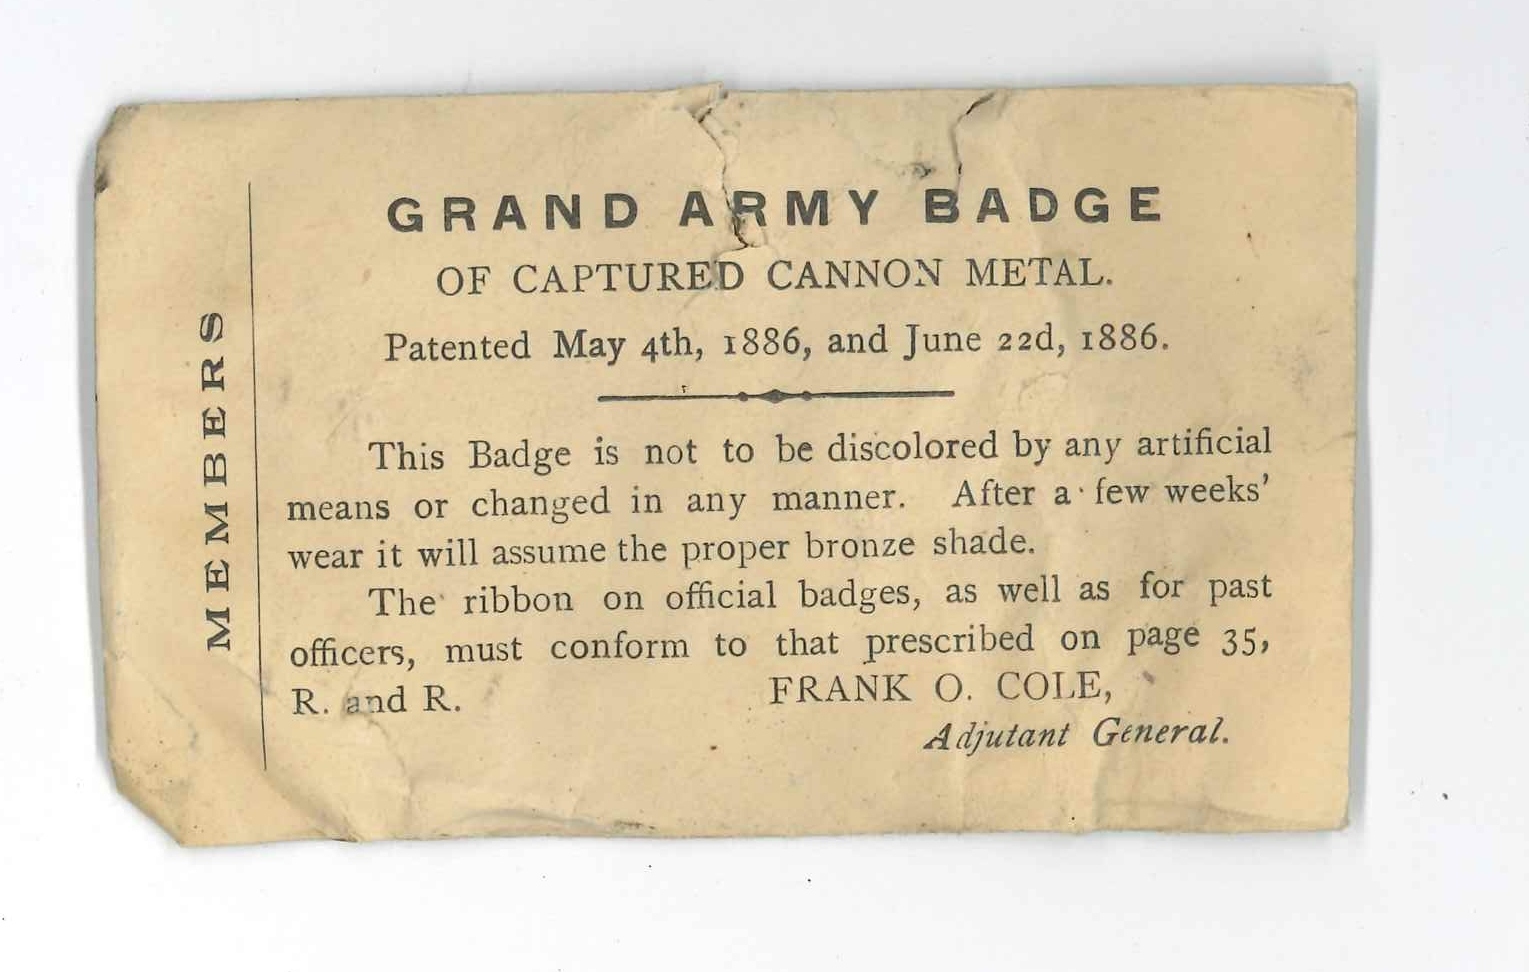 MEMBERS
GRAND ARMY BADGE
OF CAPTURED CANNON METAL.
Patented May 4th, 1886, and June 22d, 1886.
This Badge is not to be discolored by any artificial
means or changed in any manner. After a few weeks'
wear it will assume the proper bronze shade.
The ribbon on official badges, as well as for past
officers, must conform to that prescribed on page 35,
R. and R. FRANK O. COLE,
Adjutant General.